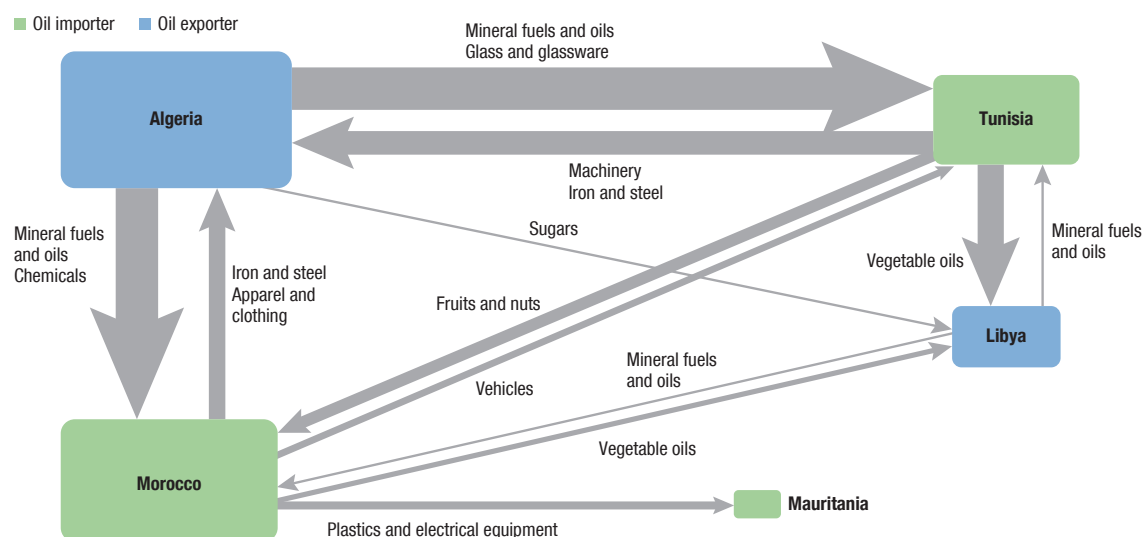 Oil importer
Oil exporter
Mineral fuels and oils
Glass and glassware
Algeria
Tunisia
Machinery
Iron and steel
Mineral fuels
and oils
Chemicals
Iron and steel
Apparel and
clothing
Sugars
Mineral fuels
and oils
Vegetable oils
Fruits and nuts
Libya
Mineral fuels
and oils
Vehicles
Vegetable oils
Morocco
Mauritania
Plastics and electrical equipment